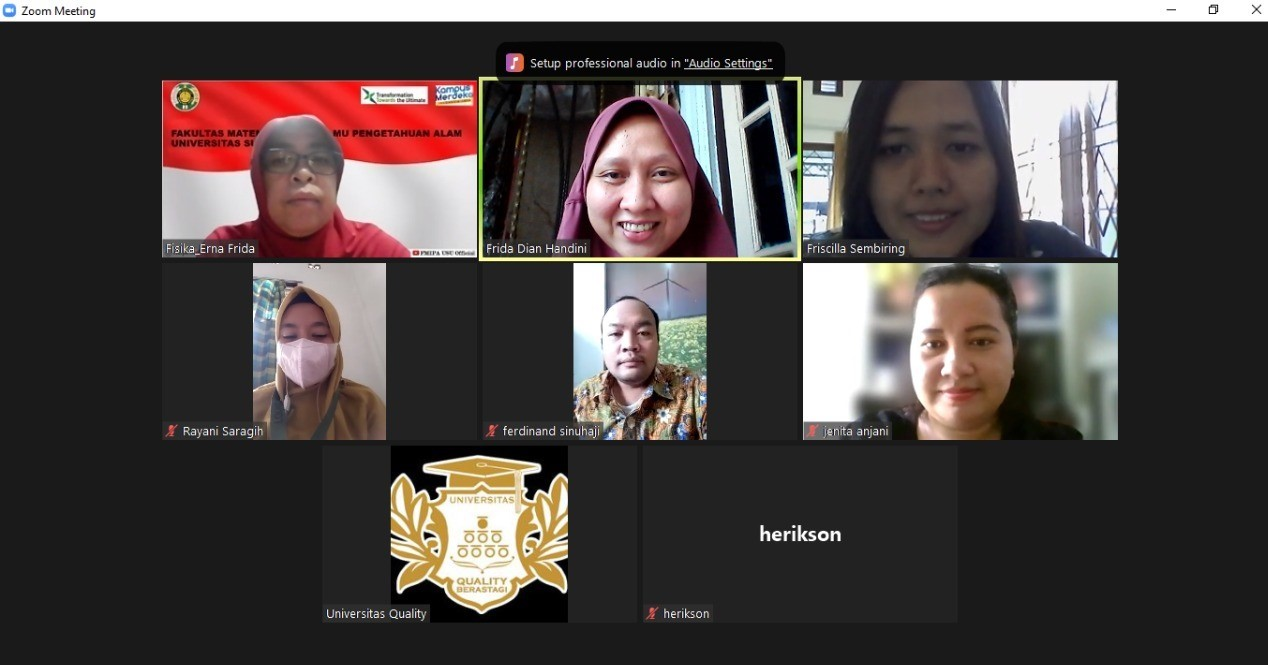 Zoom Meeting
Setup professional audio in "Audio Settings"
Transformation
Towards the Ultimate
Kampus
Merdeka
FAKULTAS MATE MU PENGETAHUAN ALAM
UNIVERSITAS SU
FMIPA USU Official
Fisika_Erna Frida
Frida Dian Handini
Friscilla Sembiring
Rayani Saragih
ferdinand sinuhaji
jenita anjani
UNIVERSITAS
QUALITY
BERASTAGI
Universitas Quality
herikson
herikson